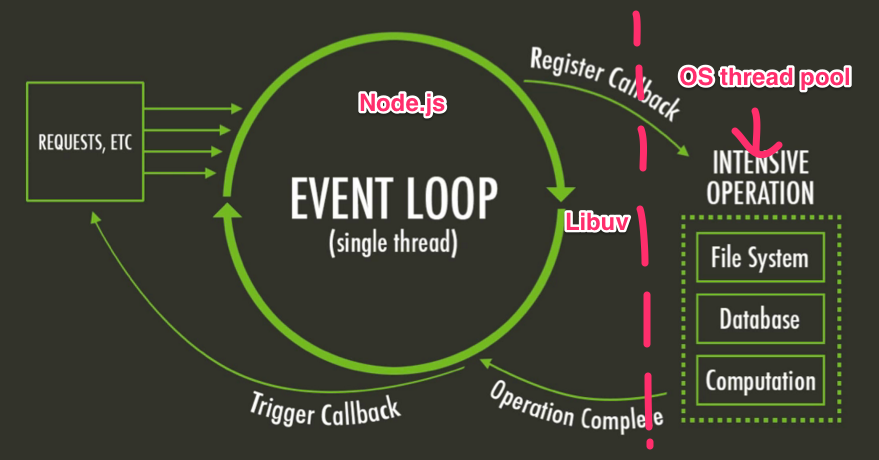 Node.js
Register Callback
OS thread pool
REQUESTS, ETC
INTENSIVE
OPERATION
EVENT LOOP
(single thread)
Libuv
File System
Database
Computation
Trigger Callback
Operation Complete